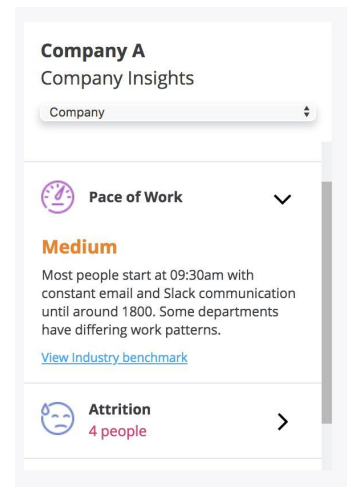 Company A
Company Insights
Company
Pace of Work
Medium
Most people start at 09:30am with
constant email and Slack communication
until around 1800. Some departments
have differing work patterns.
View Industry benchmark
Attrition
4 people